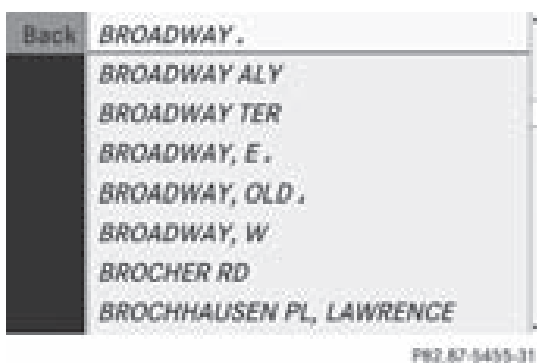 Back BROADWAY.
BROADWAY ALY
BROADWAY TER
BROADWAY, E.
BROADWAY, OLD.
BROADWAY, W
BROCHER RD
BROCHHAUSEN PL, LAWRENCE
P82.87-5455-31